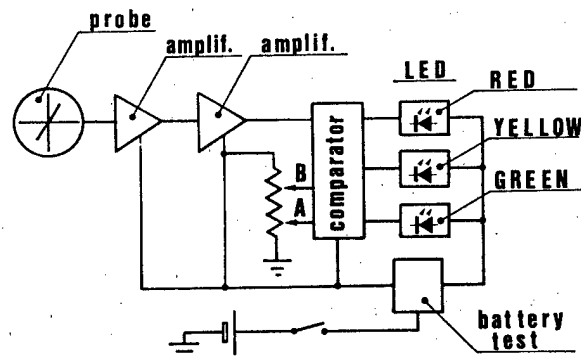 probe
amplif.
amplif.
LED
RED
YELLOW
GREEN
comparator
B
A
battery
test